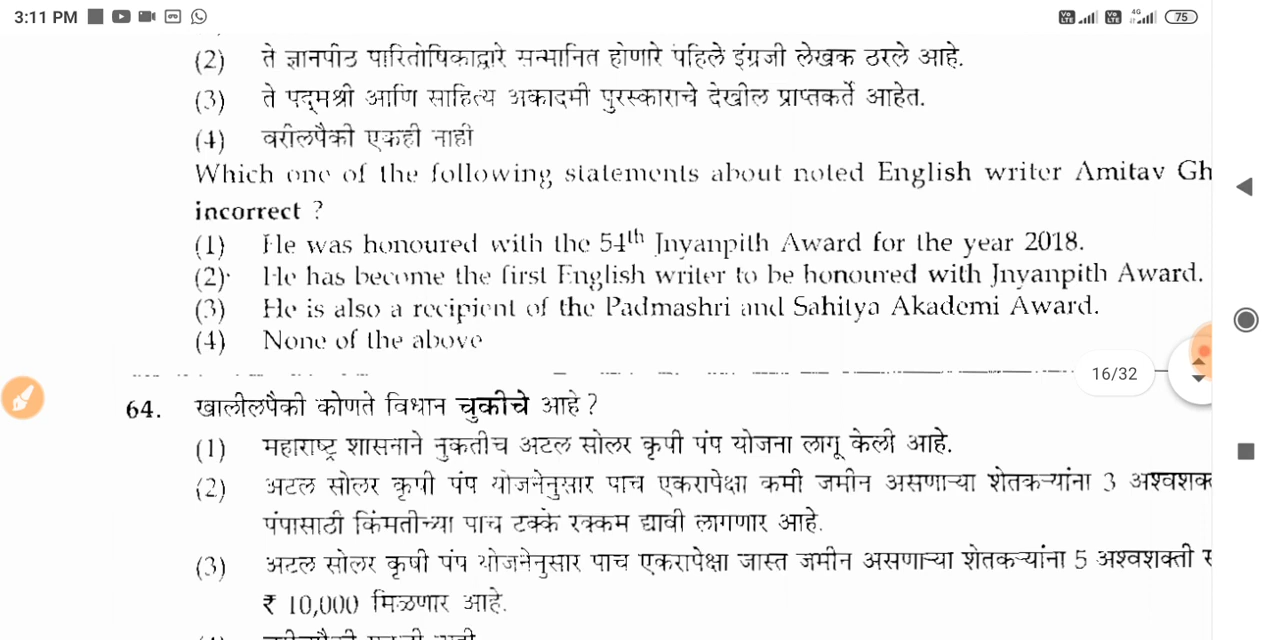 3:11 PM
4G
75
(2) ते ज्ञानपीठ पारितोषिकाद्वारे सन्मानित होणारे पहिले इंग्रजी लेखक ठरले आहे.
(3) ते पद्मश्री आणि साहित्य अकादमी पुरस्काराचे देखील प्राप्तकर्ते आहेत.
(4) वरीलपैकी एकही नाही
Which one of the following statements about noted English writer Amitav Gh
incorrect ?
(1) He was honoured with the 54th Jnyanpith Award for the year 2018.
(2) He has become the first English writer to be honoured with Jnyanpith Award.
(3) He is also a recipient of the Padmashri and Sahitya Akademi Award.
(4) None of the above
16/32
64. खालीलपैकी कोणते विधान चुकीचे आहे ?
(1) महाराष्ट्र शासनाने नुकतीच अटल सोलर कृषी पंप योजना लागू केली आहे.
(2) अटल सोलर कृषी पंप योजनेनुसार पाच एकरापेक्षा कमी जमीन असणाऱ्या शेतकऱ्यांना 3 अश्वशक्
पंपासाठी किंमतीच्या पाच टक्के रक्कम द्यावी लागणार आहे.
(3) अटल सोलर कृषी पंप योजनेनुसार पाच एकरापेक्षा जास्त जमीन असणाऱ्या शेतकऱ्यांना 5 अश्वशक्ती
₹ 10,000 मिळणार आहे.